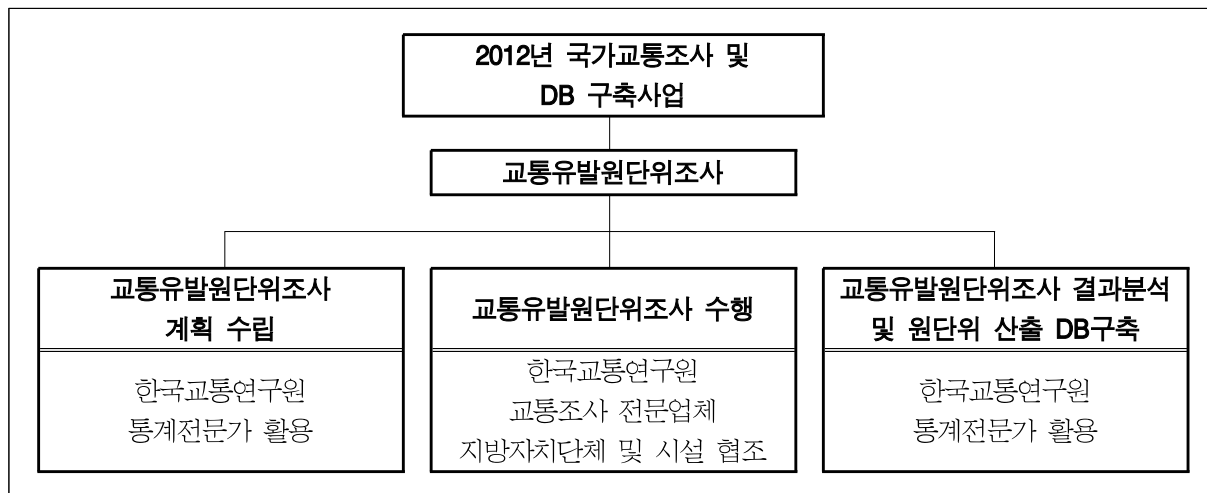 2012년 국가교통조사 및
DB 구축사업
교통유발원단위조사
교통유발원단위조사
계획 수립
한국교통연구원
통계전문가 활용
교통유발원단위조사 수행
한국교통연구원
교통조사 전문업체
지방자치단체 및 시설 협조
교통유발원단위조사 결과분석
및 원단위 산출 DB구축
한국교통연구원
통계전문가 활용